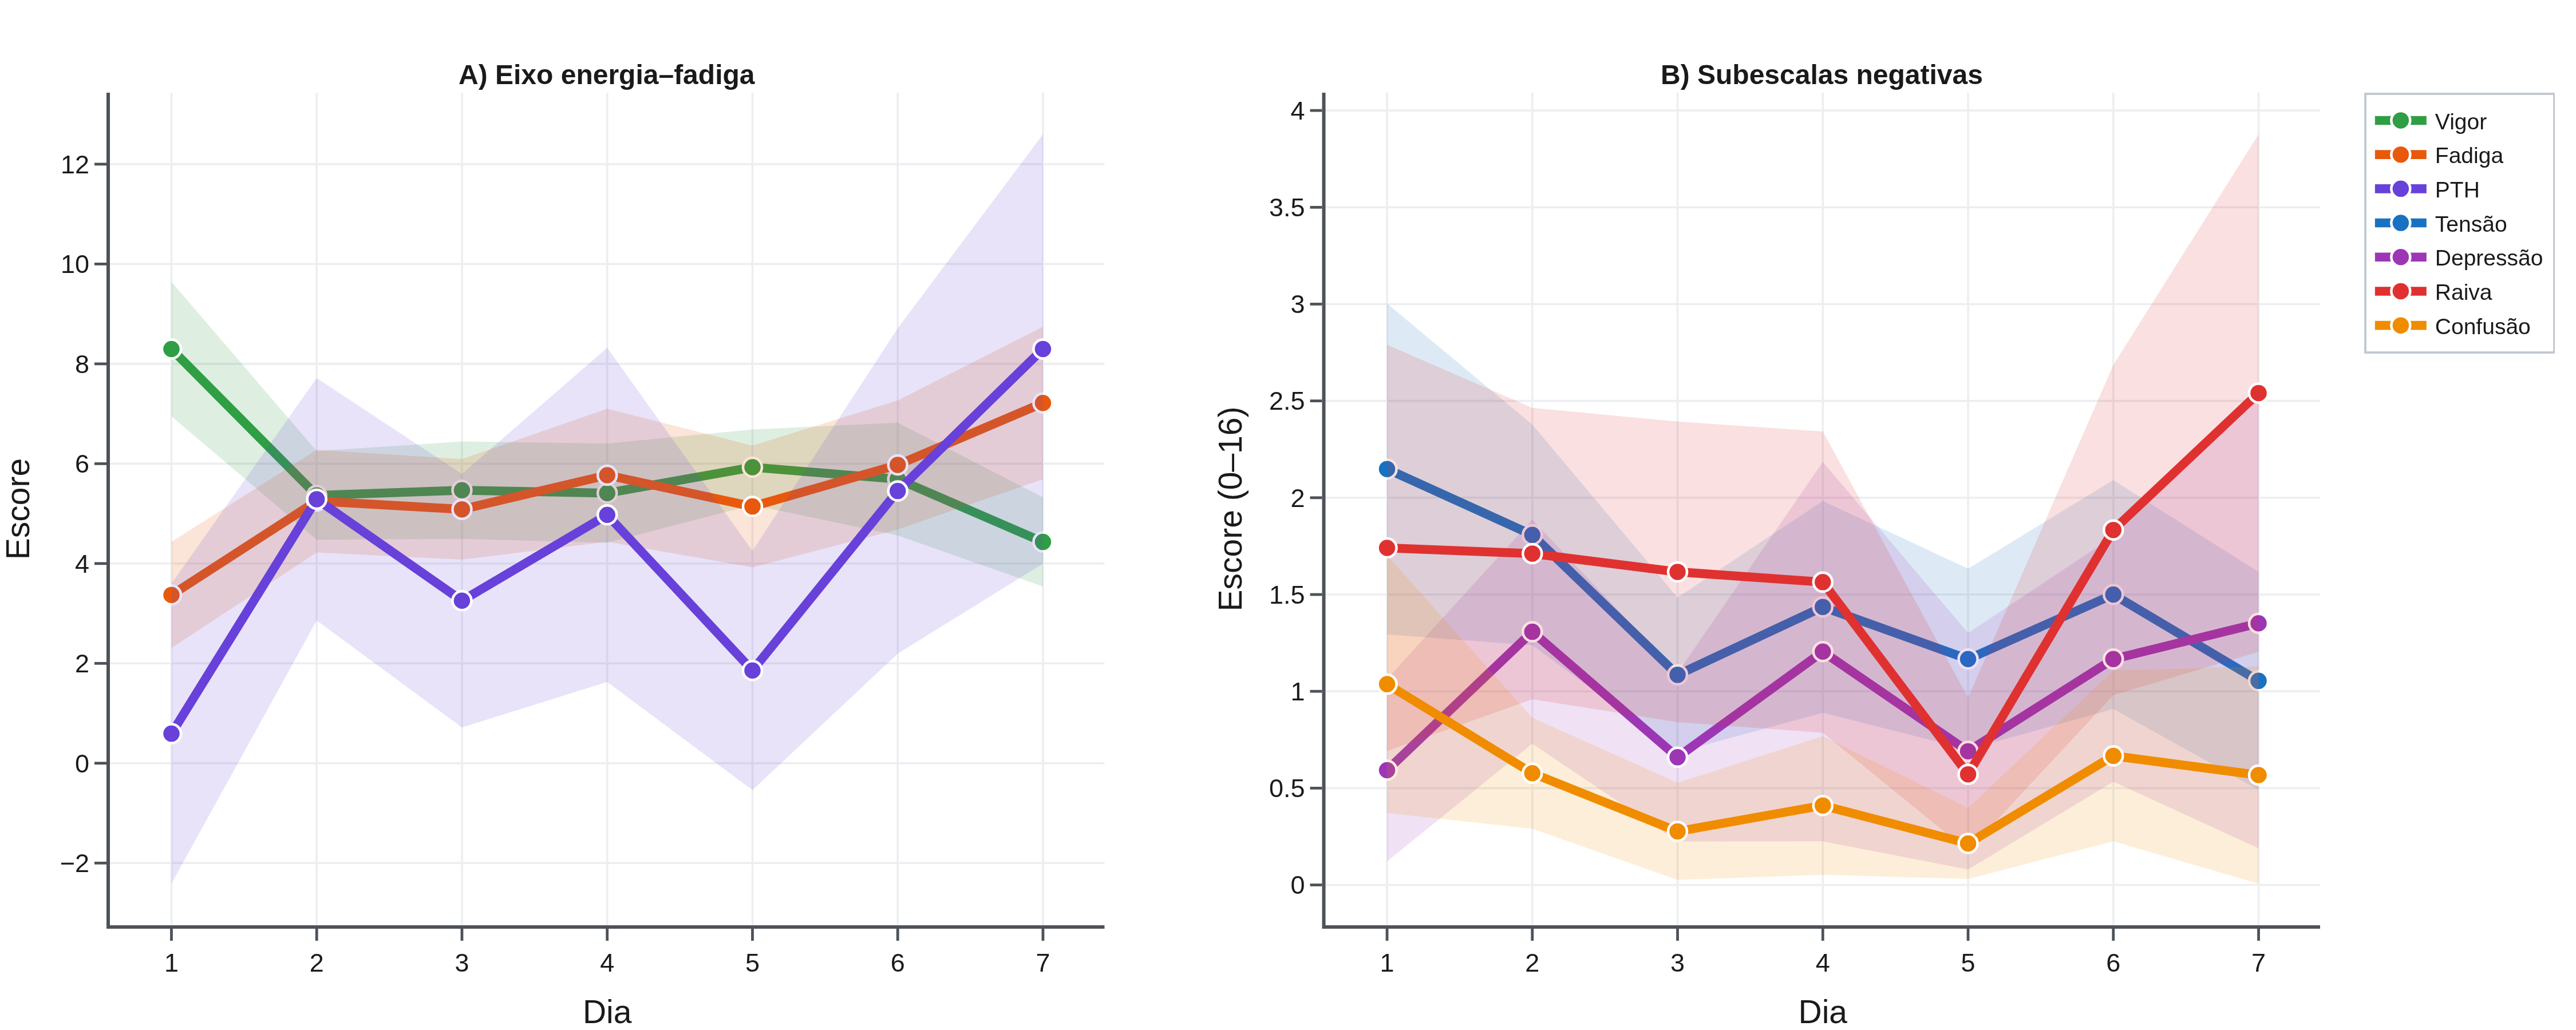 A) Eixo energia–fadiga
Escore
12
10
8
6
4
2
0
−2
1 2 3 4 5 6 7
Dia
B) Subescalas negativas
Escore (0–16)
4
3.5
3
2.5
2
1.5
1
0.5
0
1 2 3 4 5 6 7
Dia
Vigor
Fadiga
PTH
Tensão
Depressão
Raiva
Confusão